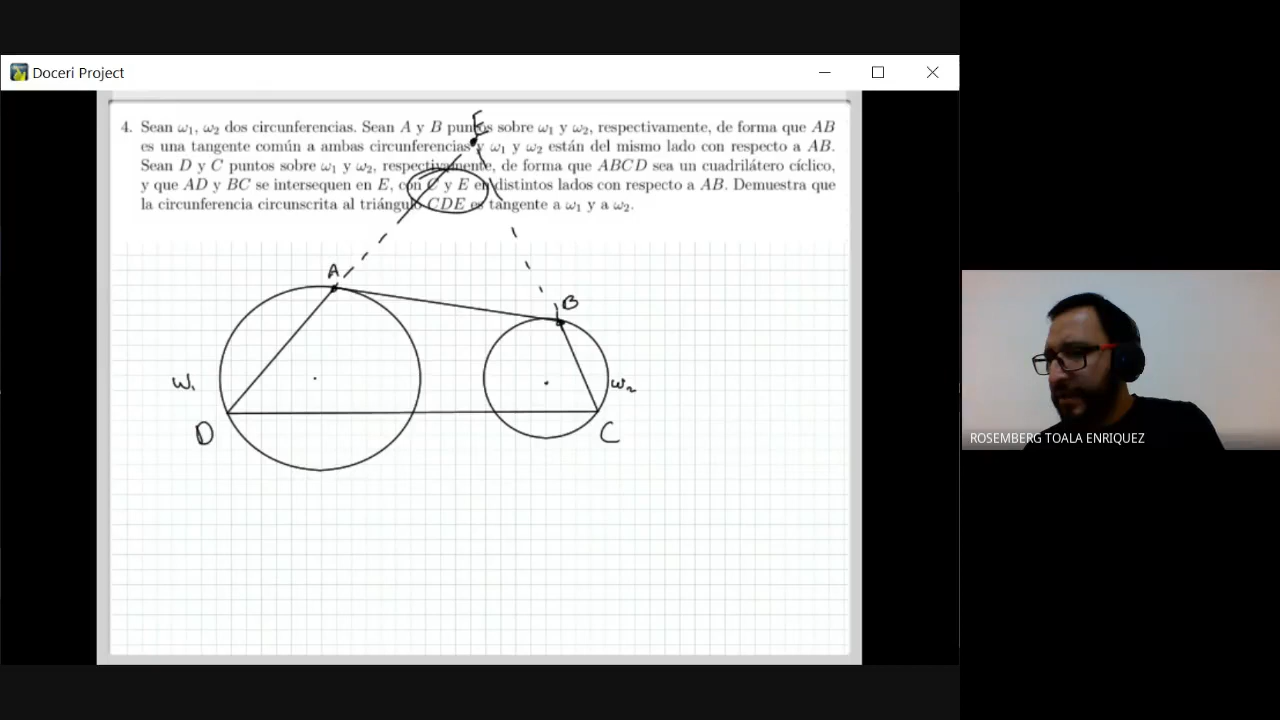 Doceri Project
E
4. Sean ω₁, ω₂ dos circunferencias. Sean A y B puntos sobre ω₁ y ω₂, respectivamente, de forma que AB
es una tangente común a ambas circunferencias y ω₁ y ω₂ están del mismo lado con respecto a AB.
Sean D y C puntos sobre ω₁ y ω₂, respectivamente, de forma que ABCD sea un cuadrilátero cíclico,
y que AD y BC se intersequen en E, con C y E en distintos lados con respecto a AB. Demuestra que
la circunferencia circunscrita al triángulo CDE es tangente a ω₁ y a ω₂.
A
B
ω₁
ω₂
D
C
ROSEMBERG TOALA ENRIQUEZ